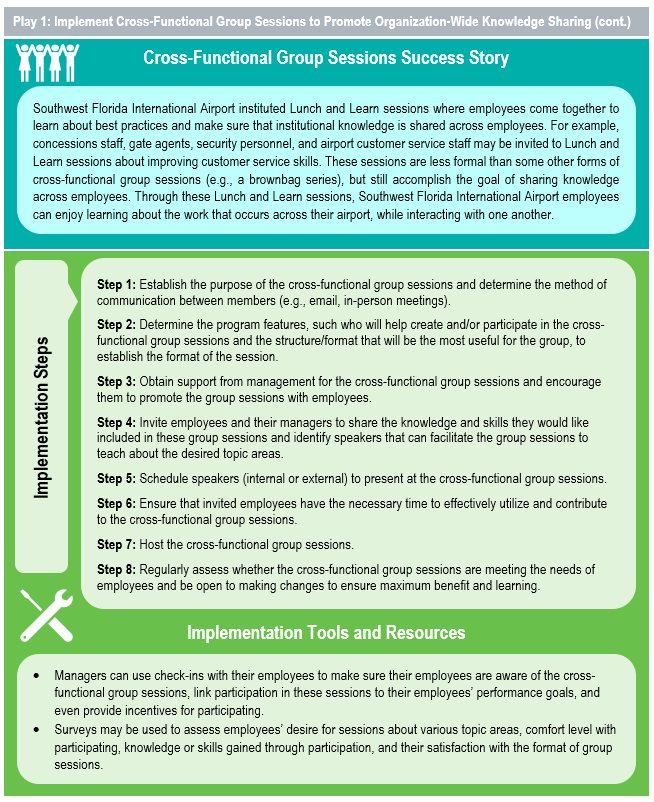 Play 1: Implement Cross-Functional Group Sessions to Promote Organization-Wide Knowledge Sharing (cont.)
Cross-Functional Group Sessions Success Story
Southwest Florida International Airport instituted Lunch and Learn sessions where employees come together to
learn about best practices and make sure that institutional knowledge is shared across employees. For example,
concessions staff, gate agents, security personnel, and airport customer service staff may be invited to Lunch and
Learn sessions about improving customer service skills. These sessions are less formal than some other forms of
cross-functional group sessions (e.g., a brownbag series), but still accomplish the goal of sharing knowledge
across employees. Through these Lunch and Learn sessions, Southwest Florida International Airport employees
can enjoy learning about the work that occurs across their airport, while interacting with one another.
Implementation Steps
Step 1: Establish the purpose of the cross-functional group sessions and determine the method of
communication between members (e.g., email, in-person meetings).
Step 2: Determine the program features, such who will help create and/or participate in the cross-
functional group sessions and the structure/format that will be the most useful for the group, to
establish the format of the session.
Step 3: Obtain support from management for the cross-functional group sessions and encourage
them to promote the group sessions with employees.
Step 4: Invite employees and their managers to share the knowledge and skills they would like
included in these group sessions and identify speakers that can facilitate the group sessions to
teach about the desired topic areas.
Step 5: Schedule speakers (internal or external) to present at the cross-functional group sessions.
Step 6: Ensure that invited employees have the necessary time to effectively utilize and contribute
to the cross-functional group sessions.
Step 7: Host the cross-functional group sessions.
Step 8: Regularly assess whether the cross-functional group sessions are meeting the needs of
employees and be open to making changes to ensure maximum benefit and learning.
Implementation Tools and Resources
• Managers can use check-ins with their employees to make sure their employees are aware of the cross-
functional group sessions, link participation in these sessions to their employees' performance goals, and
even provide incentives for participating.
• Surveys may be used to assess employees' desire for sessions about various topic areas, comfort level with
participating, knowledge or skills gained through participation, and their satisfaction with the format of group
sessions.